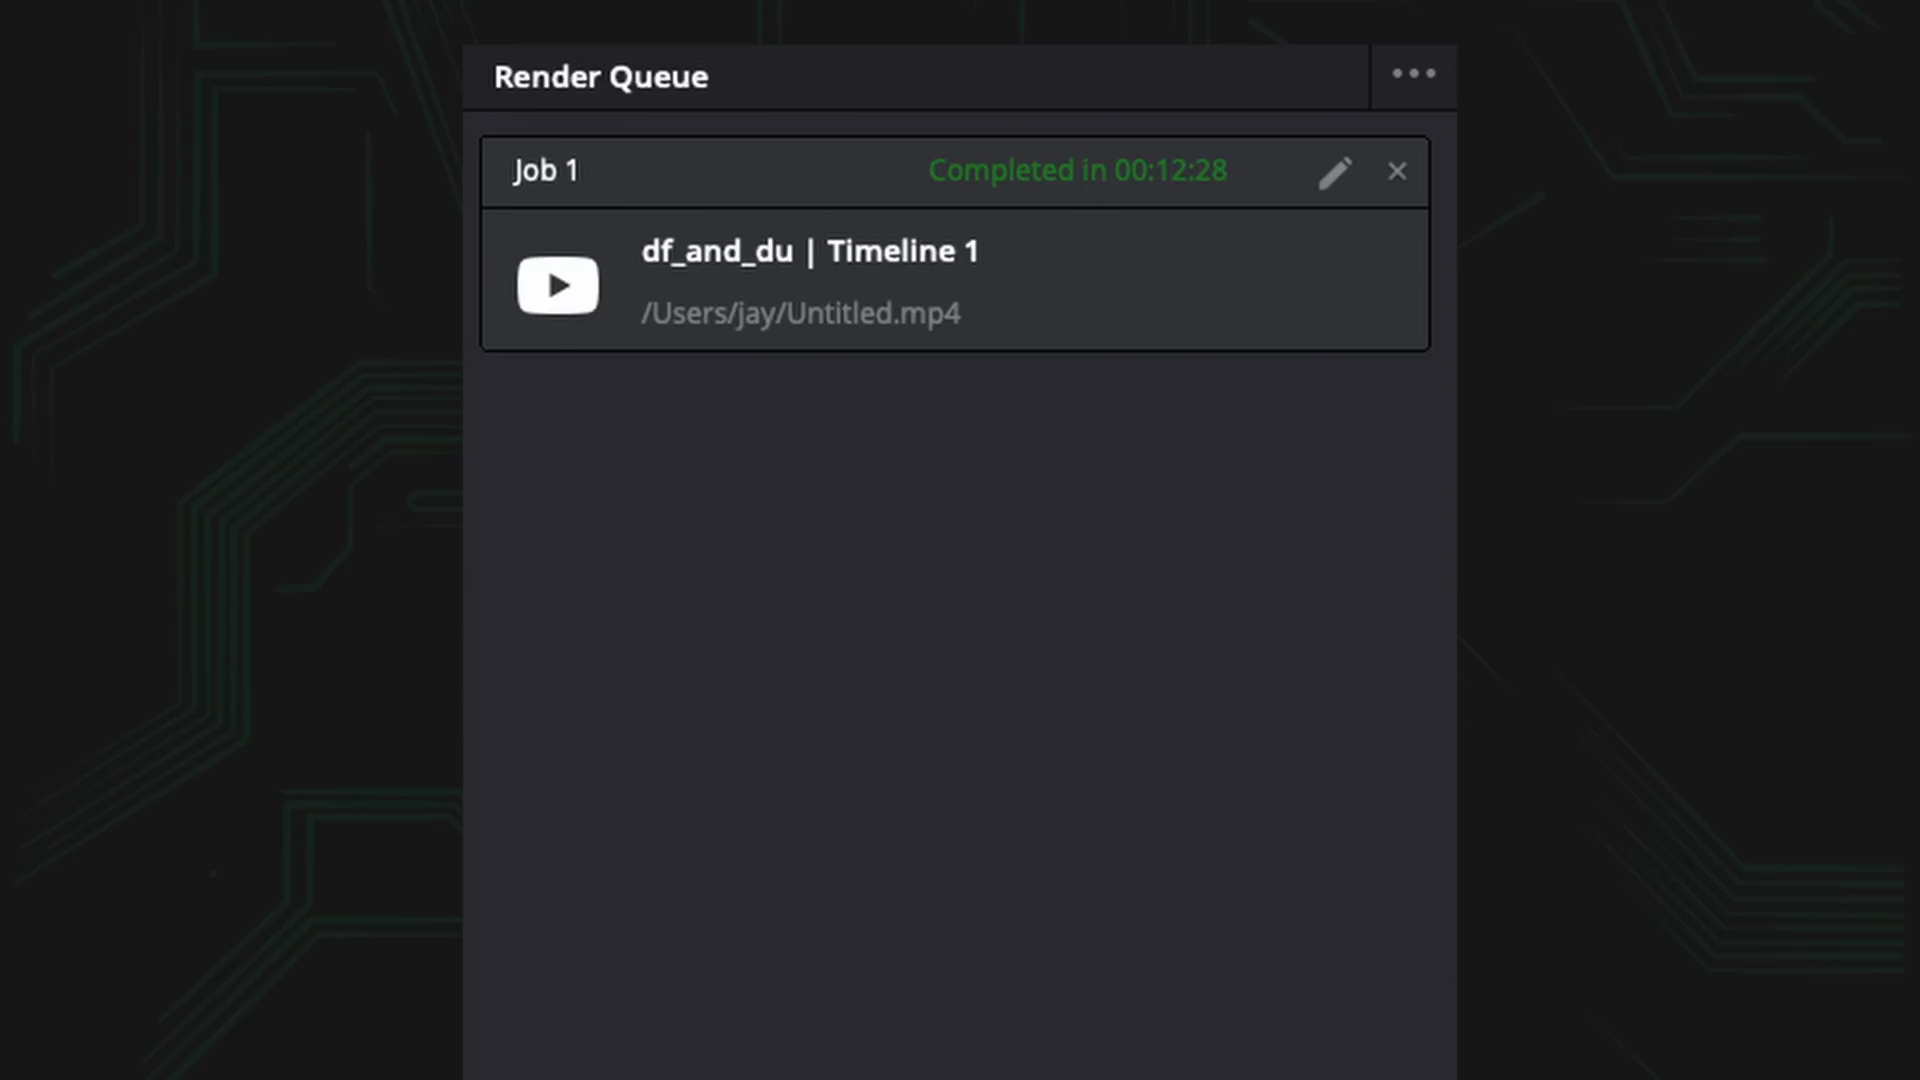 Render Queue
Job 1 Completed in 00:12:28
df_and_du | Timeline 1
/Users/jay/Untitled.mp4